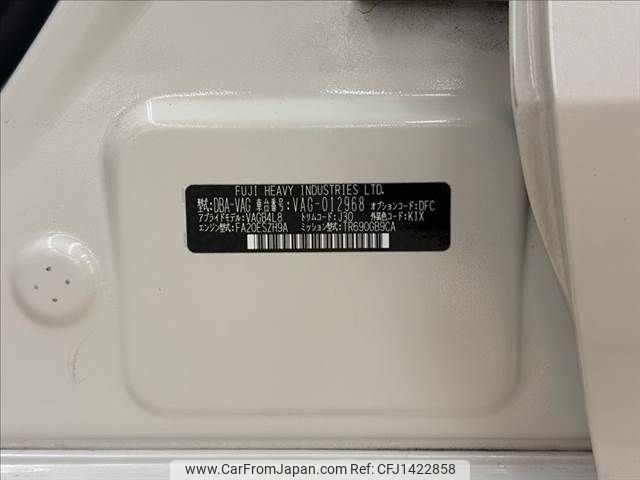 FUJI HEAVY INDUSTRIES LTD.
型式:DBA-VAG 車台番号:VAG-012968 オプションコード:DFC
アプライドモデル:VAGB4L8 トリムコード:J30 外装色コード:K1X
エンジン型式:FA20ESZH9A ミッション型式:TR690GB9CA
www.CarFromJapan.com | REF No: CFJ1422858